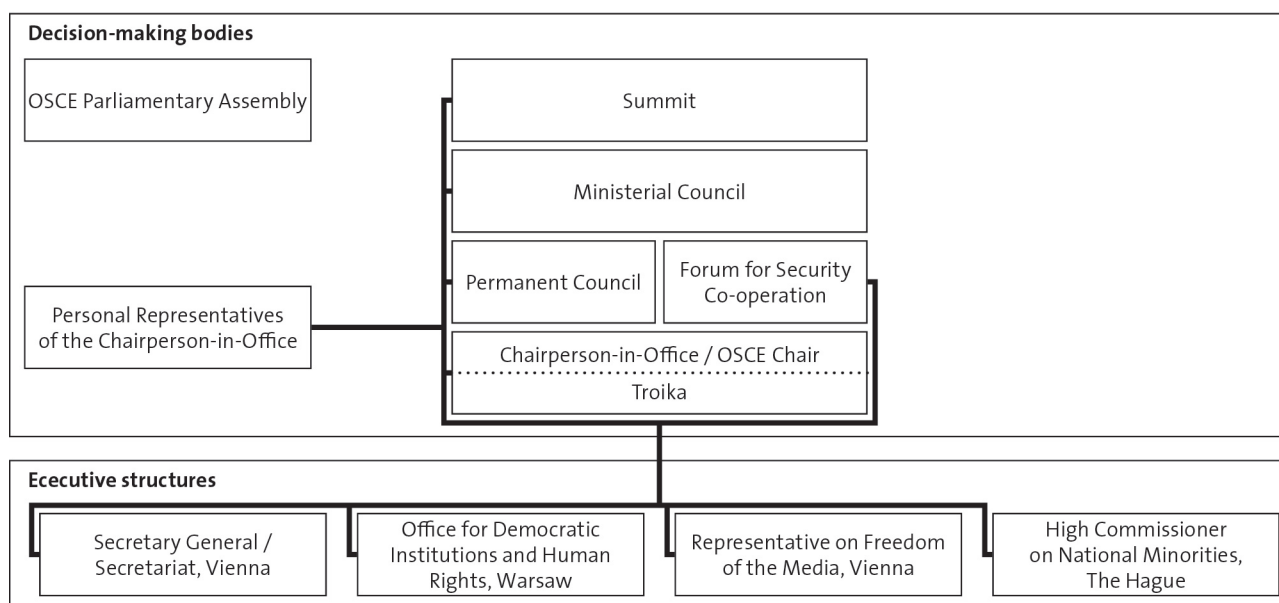 Decision-making bodies
OSCE Parliamentary Assembly
Summit
Ministerial Council
Permanent Council
Forum for Security
Co-operation
Personal Representatives
of the Chairperson-in-Office
Chairperson-in-Office / OSCE Chair
Troika
Ececutive structures
Secretary General /
Secretariat, Vienna
Office for Democratic
Institutions and Human
Rights, Warsaw
Representative on Freedom
of the Media, Vienna
High Commissioner
on National Minorities,
The Hague